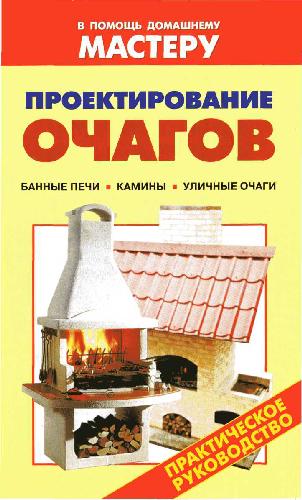 В ПОМОЩЬ ДОМАШНЕМУ
МАСТЕРУ
ПРОЕКТИРОВАНИЕ
ОЧАГОВ
БАННЫЕ ПЕЧИ ▪ КАМИНЫ ▪ УЛИЧНЫЕ ОЧАГИ
ПРАКТИЧЕСКОЕ
РУКОВОДСТВО